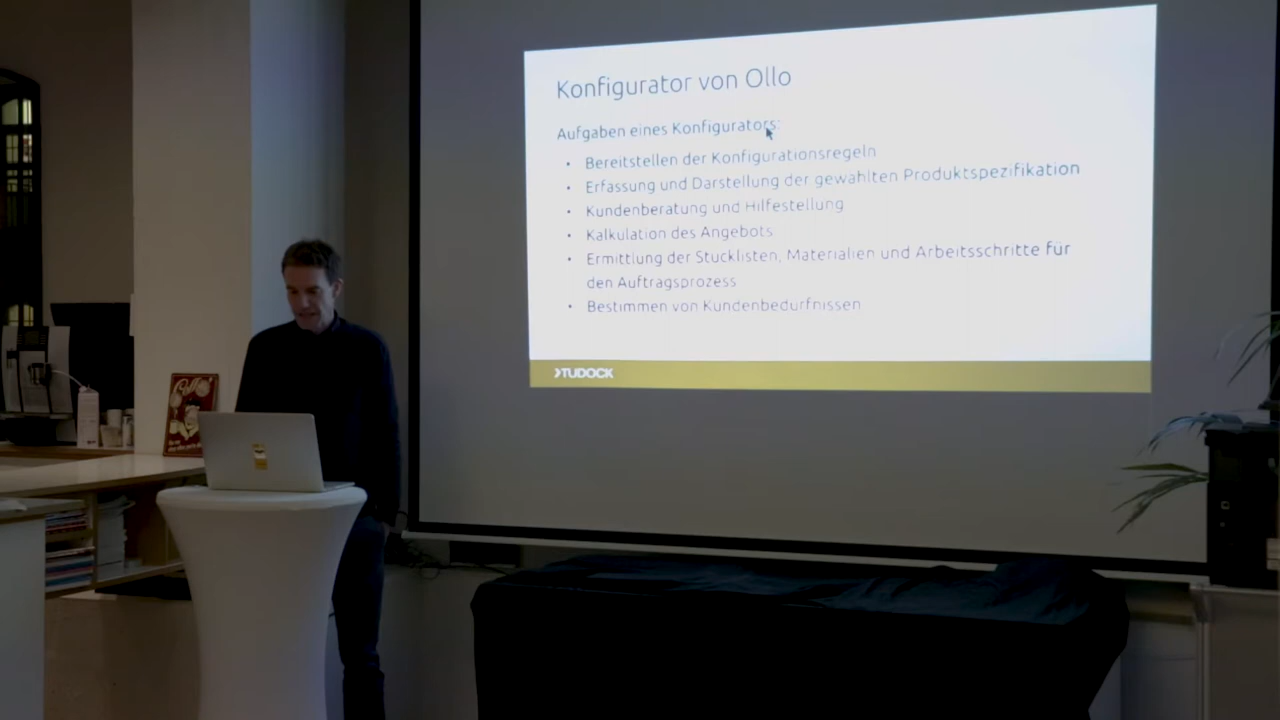 Konfigurator von Ollo
Aufgaben eines Konfigurators:
• Bereitstellen der Konfigurationsregeln
• Erfassung und Darstellung der gewählten Produktspezifikation
• Kundenberatung und Hilfestellung
• Kalkulation des Angebots
• Ermittlung der Stücklisten, Materialien und Arbeitsschritte für
den Auftragsprozess
• Bestimmen von Kundenbedürfnissen
TUDOCK